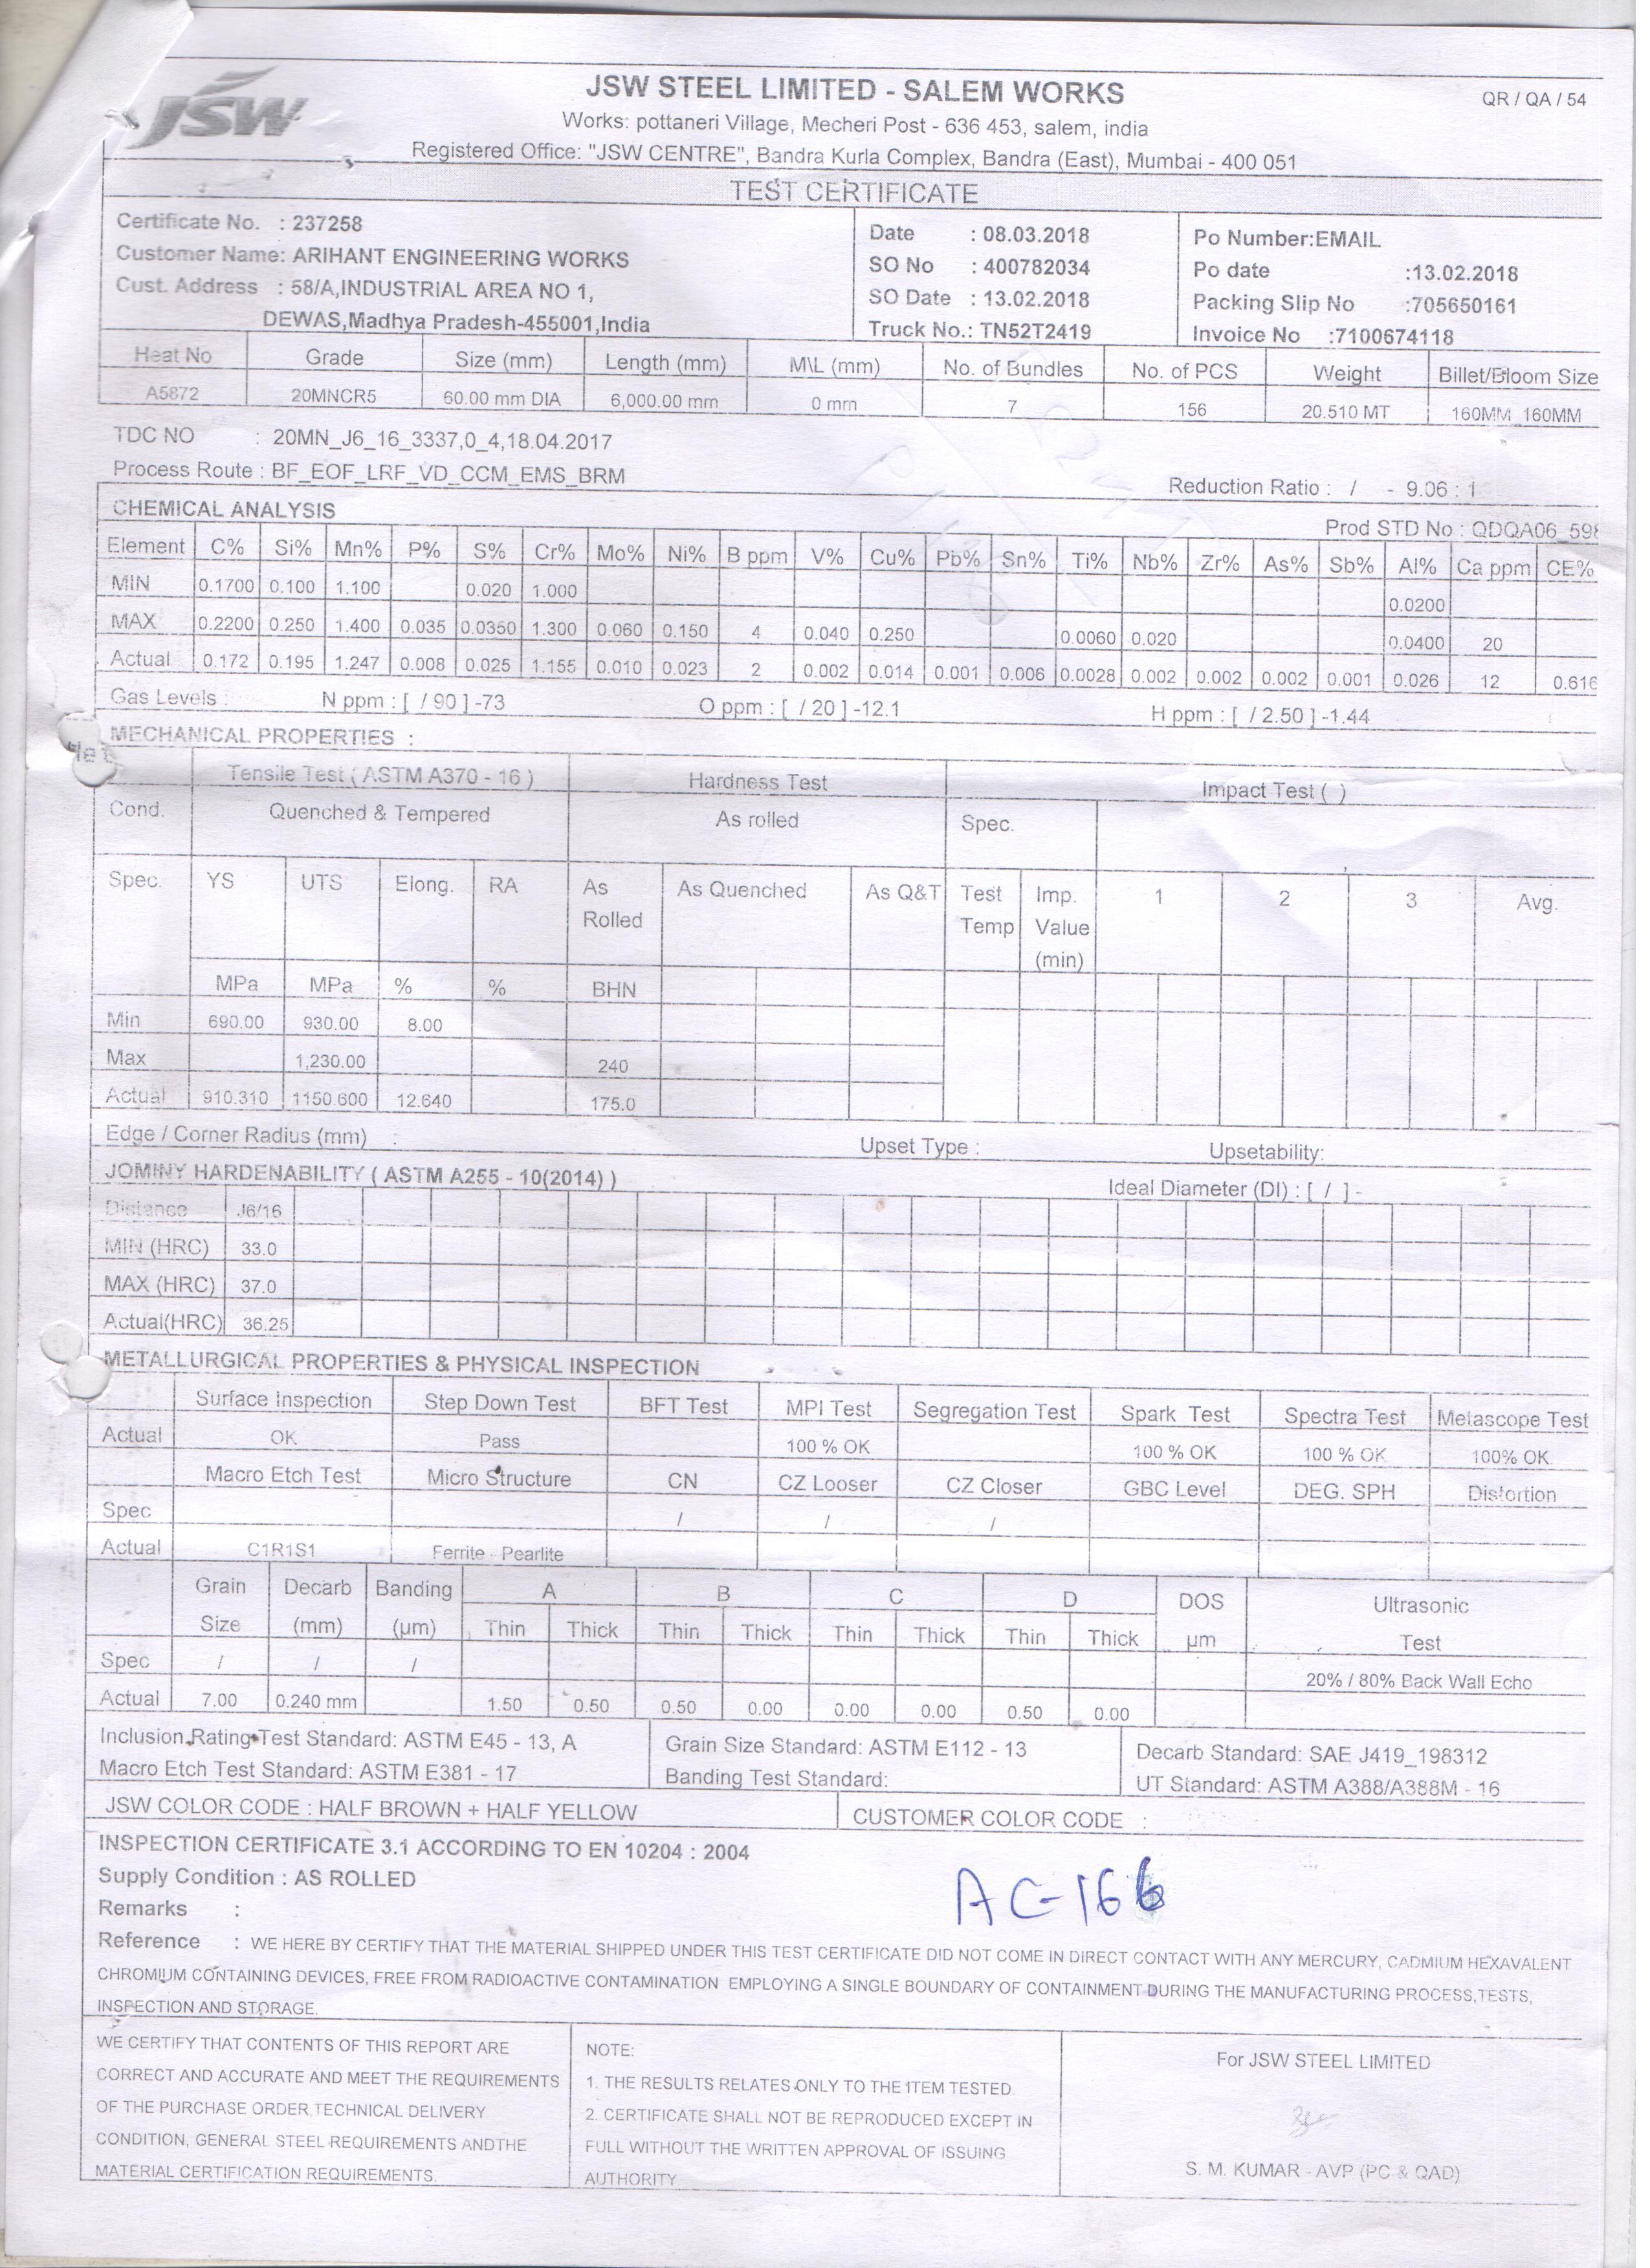 JSW
JSW STEEL LIMITED - SALEM WORKS
QR / QA / 54
Works: pottaneri Village, Mecheri Post - 636 453, salem, india
Registered Office: "JSW CENTRE", Bandra Kurla Complex, Bandra (East), Mumbai - 400 051
TEST CERTIFICATE
Certificate No. : 237258
Customer Name: ARIHANT ENGINEERING WORKS
Cust. Address : 58/A,INDUSTRIAL AREA NO 1,
DEWAS,Madhya Pradesh-455001,India
Date : 08.03.2018
SO No : 400782034
SO Date : 13.02.2018
Truck No.: TN52T2419
Po Number:EMAIL
Po date :13.02.2018
Packing Slip No :705650161
Invoice No :7100674118
Heat No Grade Size (mm) Length (mm) M\L (mm) No. of Bundles No. of PCS Weight Billet/Bloom Size
A5872 20MNCR5 60.00 mm DIA 6,000.00 mm 0 mm 7 156 20.510 MT 160MM_160MM
TDC NO : 20MN_J6_16_3337,0_4,18.04.2017
Process Route : BF_EOF_LRF_VD_CCM_EMS_BRM
Reduction Ratio : / - 9.06 : 1
CHEMICAL ANALYSIS
Prod STD No : QDQA06_598
Element C% Si% Mn% P% S% Cr% Mo% Ni% B ppm V% Cu% Pb% Sn% Ti% Nb% Zr% As% Sb% Al% Ca ppm CE%
MIN 0.1700 0.100 1.100 0.020 1.000 0.0200
MAX 0.2200 0.250 1.400 0.035 0.0350 1.300 0.060 0.150 4 0.040 0.250 0.0060 0.020 0.0400 20
Actual 0.172 0.195 1.247 0.008 0.025 1.155 0.010 0.023 2 0.002 0.014 0.001 0.006 0.0028 0.002 0.002 0.002 0.001 0.026 12 0.616
Gas Levels : N ppm : [ / 90 ] -73 O ppm : [ / 20 ] -12.1 H ppm : [ / 2.50 ] -1.44
MECHANICAL PROPERTIES :
Tensile Test ( ASTM A370 - 16 ) Hardness Test Impact Test ( )
Cond. Quenched & Tempered As rolled Spec.
Spec. YS UTS Elong. RA As Rolled As Quenched As Q&T Test Temp Imp. Value (min) 1 2 3 Avg.
MPa MPa % % BHN
Min 690.00 930.00 8.00
Max 1,230.00 240
Actual 910.310 1150.600 12.640 175.0
Edge / Corner Radius (mm) : Upset Type : Upsetability:
JOMINY HARDENABILITY ( ASTM A255 - 10(2014) )
Ideal Diameter (DI) : [ / ] -
Distance J6/16
MIN (HRC) 33.0
MAX (HRC) 37.0
Actual(HRC) 36.25
METALLURGICAL PROPERTIES & PHYSICAL INSPECTION
Surface Inspection Step Down Test BFT Test MPI Test Segregation Test Spark Test Spectra Test Metascope Test
Actual OK Pass 100 % OK 100 % OK 100 % OK 100% OK
Macro Etch Test Micro Structure CN CZ Looser CZ Closer GBC Level DEG. SPH Distortion
Spec / / /
Actual C1R1S1 Ferrite - Pearlite
Grain Size Decarb (mm) Banding (µm) A B C D DOS µm Ultrasonic Test
Thin Thick Thin Thick Thin Thick Thin Thick
Spec / / / 20% / 80% Back Wall Echo
Actual 7.00 0.240 mm 1.50 0.50 0.50 0.00 0.00 0.00 0.50 0.00
Inclusion Rating Test Standard: ASTM E45 - 13, A
Macro Etch Test Standard: ASTM E381 - 17
Grain Size Standard: ASTM E112 - 13
Banding Test Standard:
Decarb Standard: SAE J419_198312
UT Standard: ASTM A388/A388M - 16
JSW COLOR CODE : HALF BROWN + HALF YELLOW
CUSTOMER COLOR CODE :
INSPECTION CERTIFICATE 3.1 ACCORDING TO EN 10204 : 2004
Supply Condition : AS ROLLED
AC-166
Remarks :
Reference : WE HERE BY CERTIFY THAT THE MATERIAL SHIPPED UNDER THIS TEST CERTIFICATE DID NOT COME IN DIRECT CONTACT WITH ANY MERCURY, CADMIUM HEXAVALENT
CHROMIUM CONTAINING DEVICES, FREE FROM RADIOACTIVE CONTAMINATION EMPLOYING A SINGLE BOUNDARY OF CONTAINMENT DURING THE MANUFACTURING PROCESS,TESTS,
INSPECTION AND STORAGE.
WE CERTIFY THAT CONTENTS OF THIS REPORT ARE
CORRECT AND ACCURATE AND MEET THE REQUIREMENTS
OF THE PURCHASE ORDER,TECHNICAL DELIVERY
CONDITION, GENERAL STEEL REQUIREMENTS ANDTHE
MATERIAL CERTIFICATION REQUIREMENTS.
NOTE:
1. THE RESULTS RELATES ONLY TO THE ITEM TESTED.
2. CERTIFICATE SHALL NOT BE REPRODUCED EXCEPT IN
FULL WITHOUT THE WRITTEN APPROVAL OF ISSUING
AUTHORITY
For JSW STEEL LIMITED
S. M. KUMAR - AVP (PC & QAD)